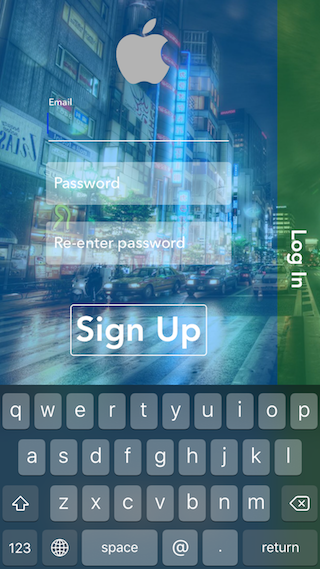 Email
Password
Re-enter password
Log In
Sign Up
q w e r t y u i o p
a s d f g h j k l
z x c v b n m
123 space @ . return